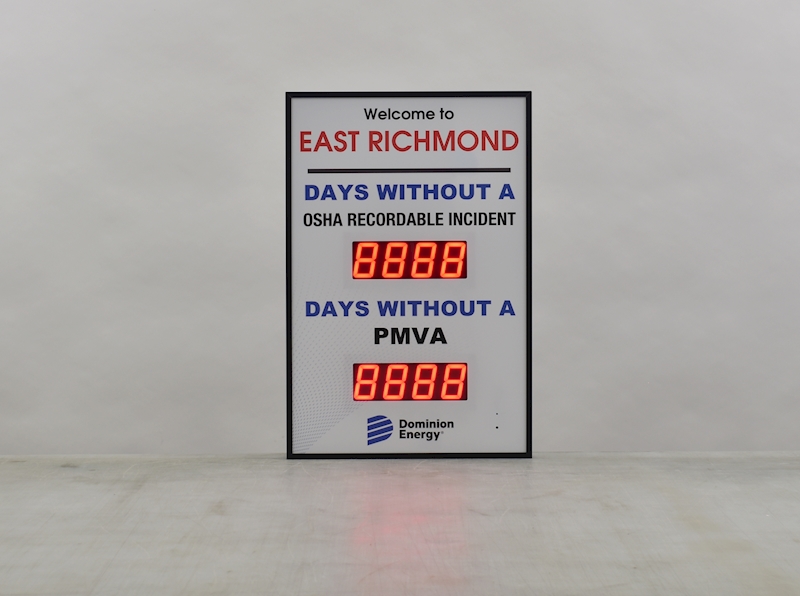 Welcome to
EAST RICHMOND
DAYS WITHOUT A
OSHA RECORDABLE INCIDENT
8888
DAYS WITHOUT A
PMVA
8888
Dominion
Energy